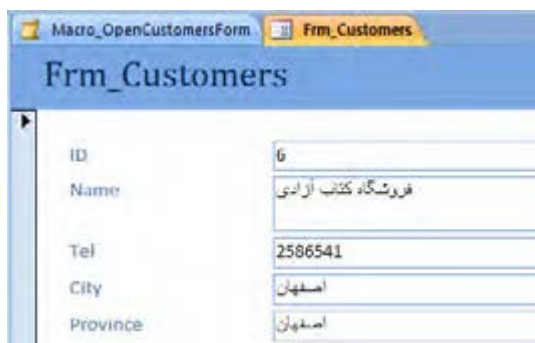 Macro_OpenCustomersForm Frm_Customers
Frm_Customers
ID 6
Name فروشگاه کتاب آزادی
Tel 2586541
City اصفهان
Province اصفهان